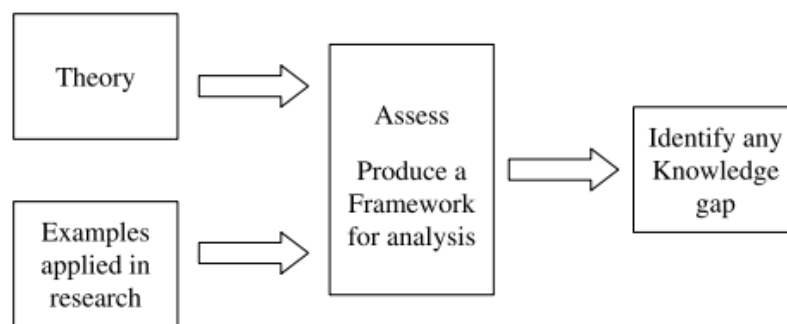 Theory
Examples
applied in
research
Assess
Produce a
Framework
for analysis
Identify any
Knowledge
gap